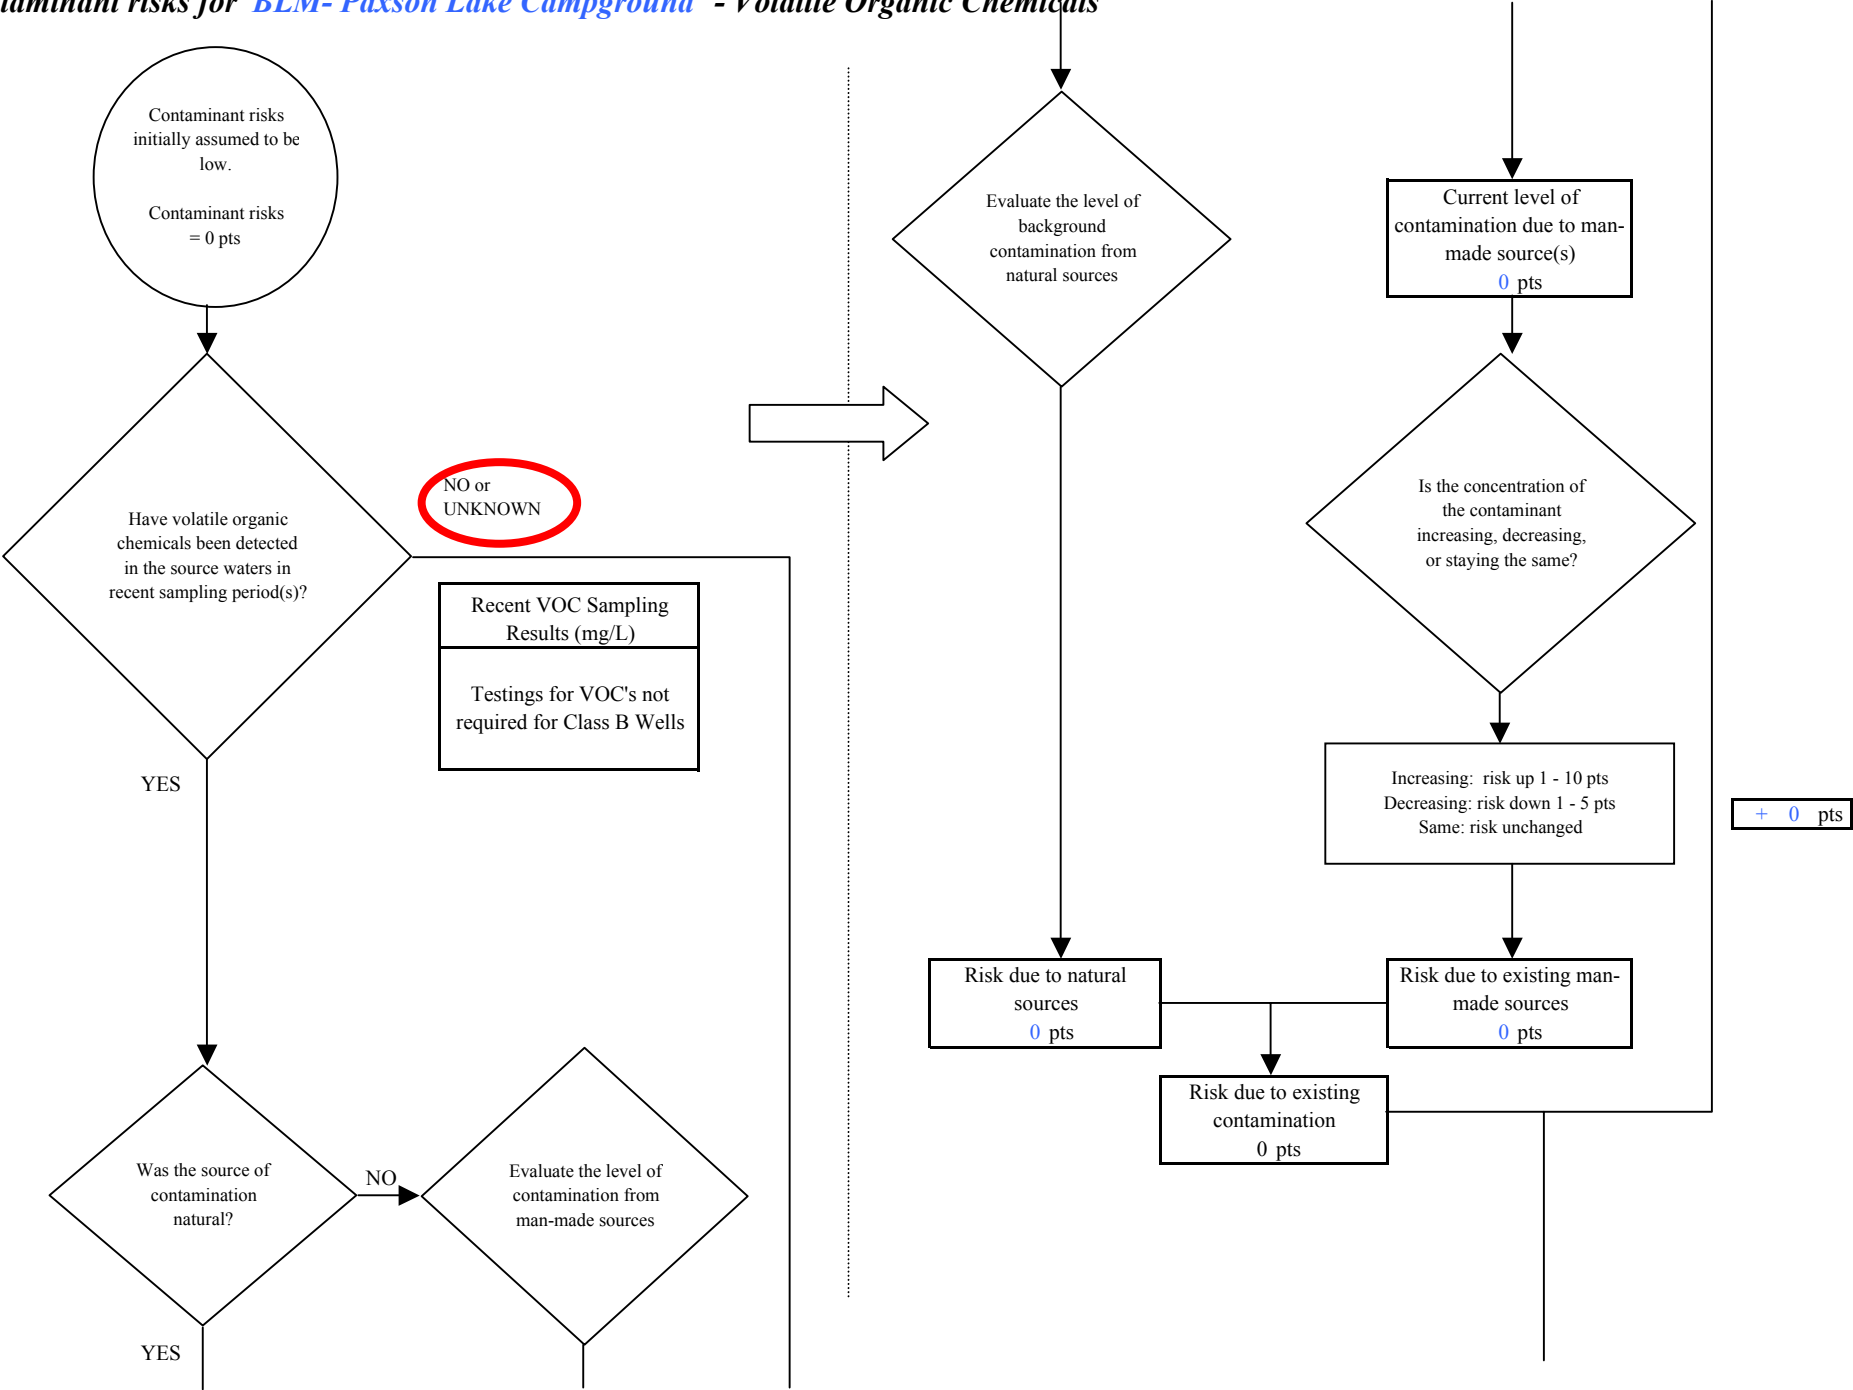 taminant risks for BLM- Paxson Lake Campground - Volatile Organic Chemicals
Contaminant risks
initially assumed to be
low.
Contaminant risks
= 0 pts
Have volatile organic
chemicals been detected
in the source waters in
recent sampling period(s)?
NO or
UNKNOWN
Recent VOC Sampling
Results (mg/L)
Testings for VOC's not
required for Class B Wells
YES
Was the source of
contamination
natural?
NO
Evaluate the level of
contamination from
man-made sources
YES
Evaluate the level of
background
contamination from
natural sources
Current level of
contamination due to man-
made source(s)
0 pts
Is the concentration of
the contaminant
increasing, decreasing,
or staying the same?
Increasing: risk up 1 - 10 pts
Decreasing: risk down 1 - 5 pts
Same: risk unchanged
+ 0 pts
Risk due to natural
sources
0 pts
Risk due to existing man-
made sources
0 pts
Risk due to existing
contamination
0 pts